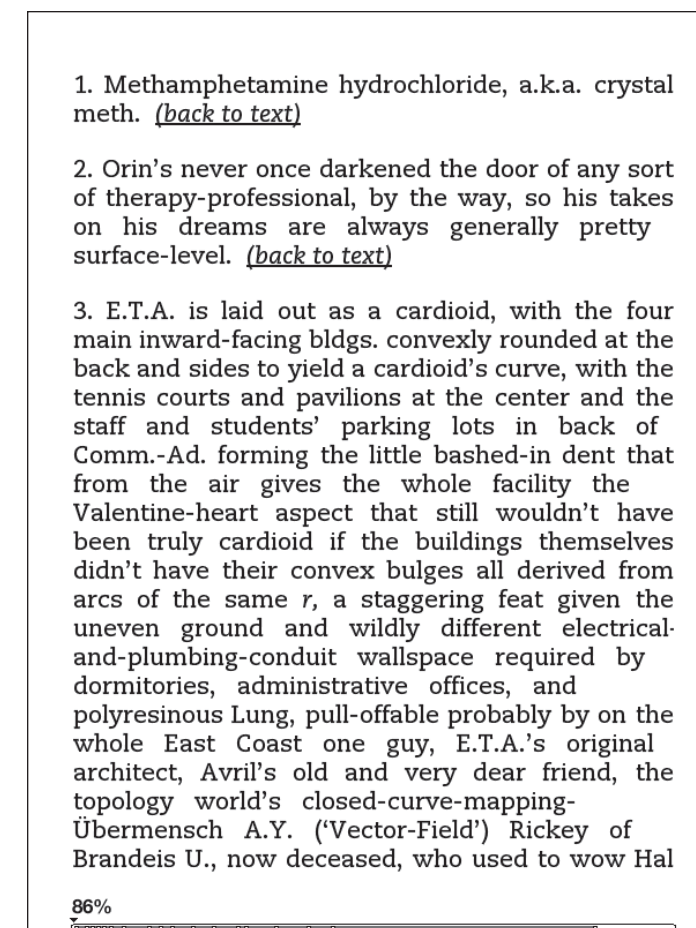 1. Methamphetamine hydrochloride, a.k.a. crystal
meth. (back to text)
2. Orin’s never once darkened the door of any sort
of therapy-professional, by the way, so his takes
on his dreams are always generally pretty
surface-level. (back to text)
3. E.T.A. is laid out as a cardioid, with the four
main inward-facing bldgs. convexly rounded at the
back and sides to yield a cardioid’s curve, with the
tennis courts and pavilions at the center and the
staff and students’ parking lots in back of
Comm.-Ad. forming the little bashed-in dent that
from the air gives the whole facility the
Valentine-heart aspect that still wouldn’t have
been truly cardioid if the buildings themselves
didn’t have their convex bulges all derived from
arcs of the same r, a staggering feat given the
uneven ground and wildly different electrical-
and-plumbing-conduit wallspace required by
dormitories, administrative offices, and
polyresinous Lung, pull-offable probably by on the
whole East Coast one guy, E.T.A.’s original
architect, Avril’s old and very dear friend, the
topology world’s closed-curve-mapping-
Übermensch A.Y. (‘Vector-Field’) Rickey of
Brandeis U., now deceased, who used to wow Hal
86%